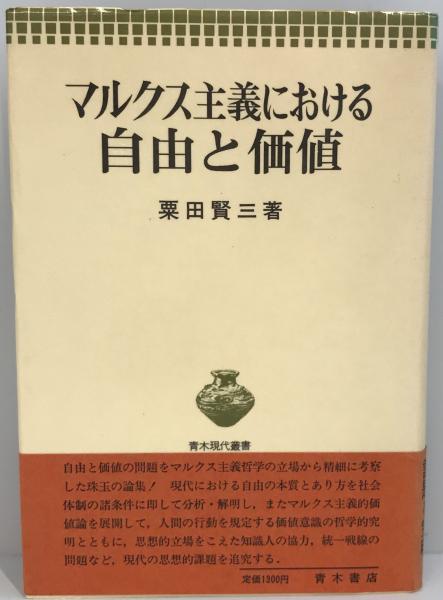 マルクス主義における
自由と価値
粟田賢三著
青木現代叢書
自由と価値の問題をマルクス主義哲学の立場から精細に考察
した珠玉の論集! 現代における自由の本質とあり方を社会
体制の諸条件に即して分析・解明し，またマルクス主義的価
値論を展開して，人間の行動を規定する価値意識の哲学的究
明とともに，思想的立場をこえた知識人の協力，統一戦線の
問題など，現代の思想的課題を追究する．
定価1300円 青木書店